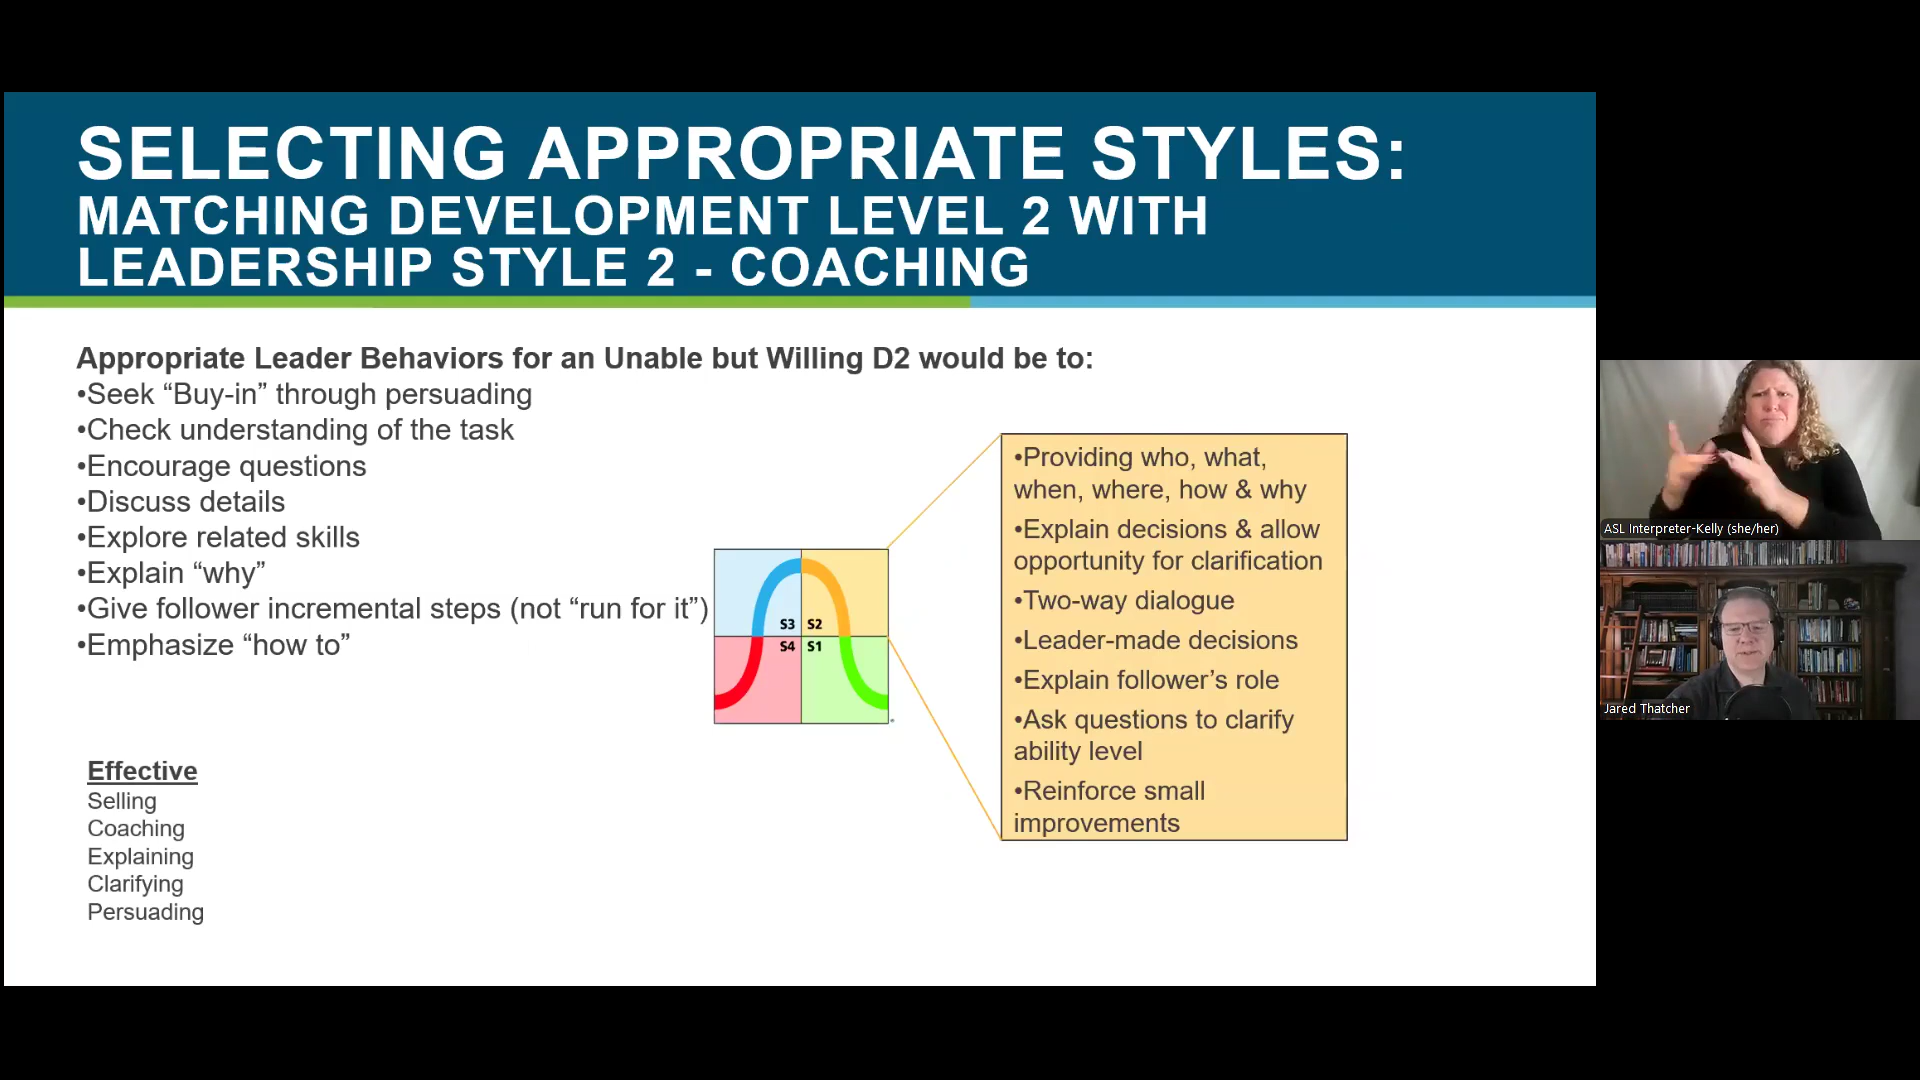 SELECTING APPROPRIATE STYLES:
MATCHING DEVELOPMENT LEVEL 2 WITH
LEADERSHIP STYLE 2 - COACHING
Appropriate Leader Behaviors for an Unable but Willing D2 would be to:
•Seek “Buy-in” through persuading
•Check understanding of the task
•Encourage questions
•Discuss details
•Explore related skills
•Explain “why”
•Give follower incremental steps (not “run for it”)
•Emphasize “how to”
Effective
Selling
Coaching
Explaining
Clarifying
Persuading
S3 S2
S4 S1
•Providing who, what,
when, where, how & why
•Explain decisions & allow
opportunity for clarification
•Two-way dialogue
•Leader-made decisions
•Explain follower’s role
•Ask questions to clarify
ability level
•Reinforce small
improvements
ASL Interpreter-Kelly (she/her)
Jared Thatcher